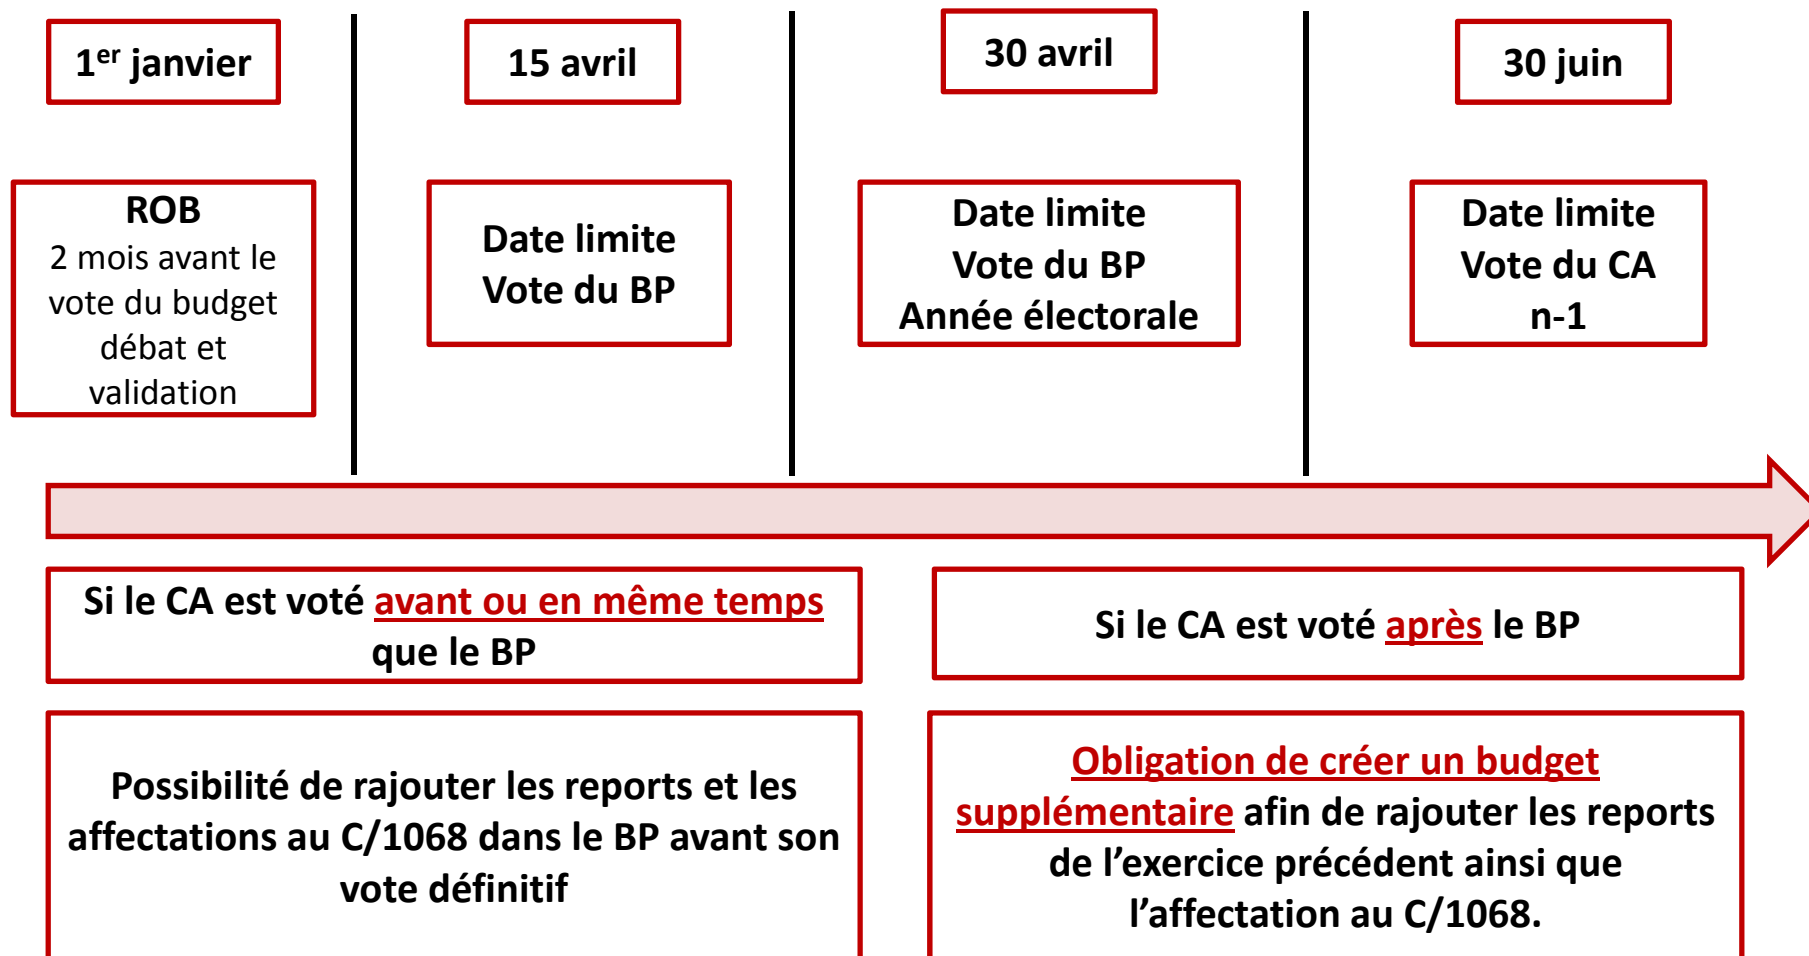 1er janvier
15 avril
30 avril
30 juin
ROB
2 mois avant le
vote du budget
débat et
validation
Date limite
Vote du BP
Date limite
Vote du BP
Année électorale
Date limite
Vote du CA
n-1
Si le CA est voté avant ou en même temps
que le BP
Si le CA est voté après le BP
Possibilité de rajouter les reports et les
affectations au C/1068 dans le BP avant son
vote définitif
Obligation de créer un budget
supplémentaire afin de rajouter les reports
de l’exercice précédent ainsi que
l’affectation au C/1068.